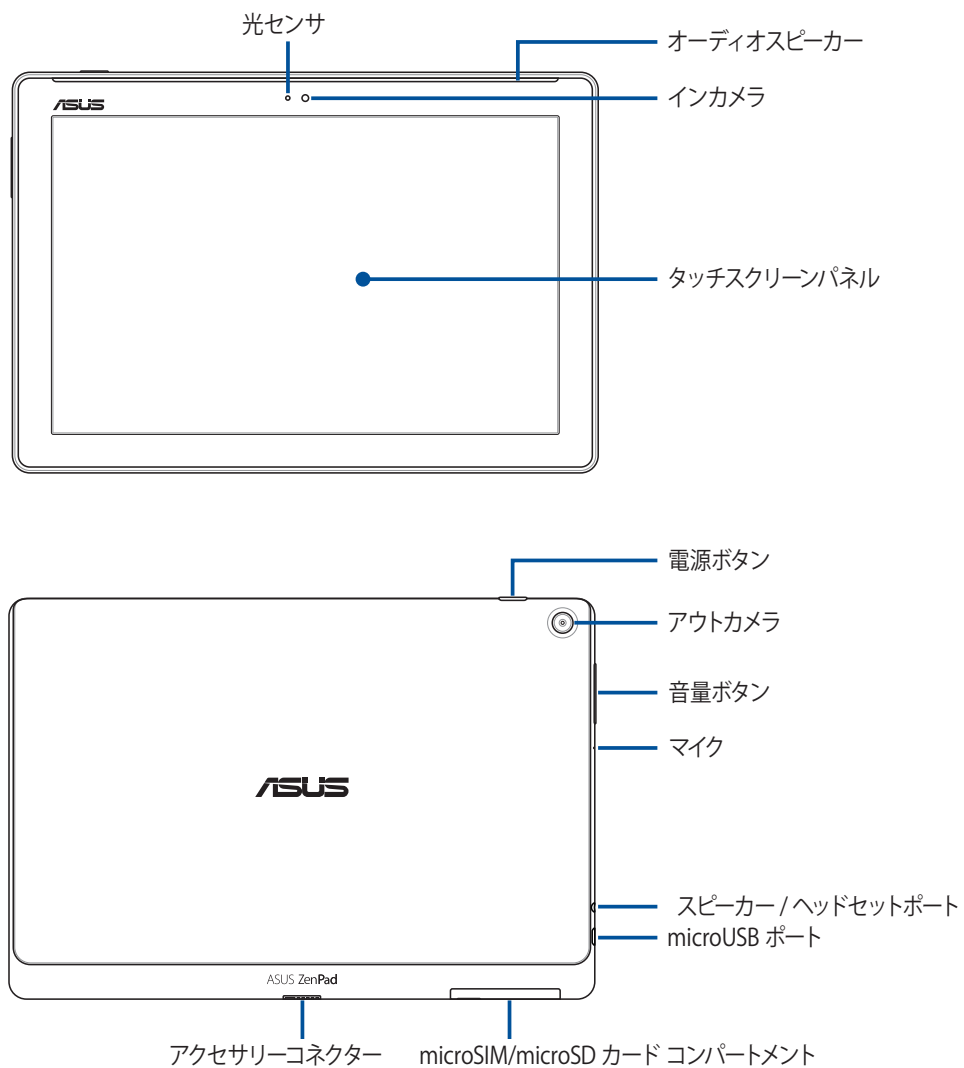 光センサ
オーディオスピーカー
インカメラ
ASUS
タッチスクリーンパネル
電源ボタン
アウトカメラ
音量ボタン
マイク
ASUS
スピーカー / ヘッドセットポート
microUSB ポート
ASUS ZenPad
アクセサリーコネクター
microSIM/microSD カード コンパートメント